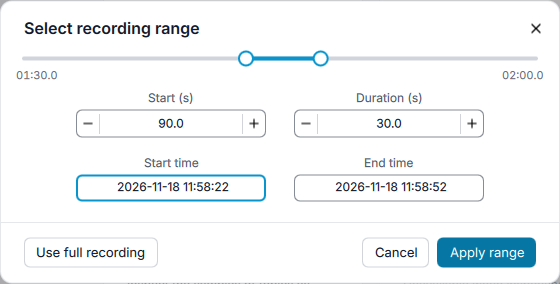 Select recording range
01:30.0 02:00.0
Start (s) Duration (s)
90.0 30.0
Start time End time
2026-11-18 11:58:22 2026-11-18 11:58:52
Use full recording Cancel Apply range